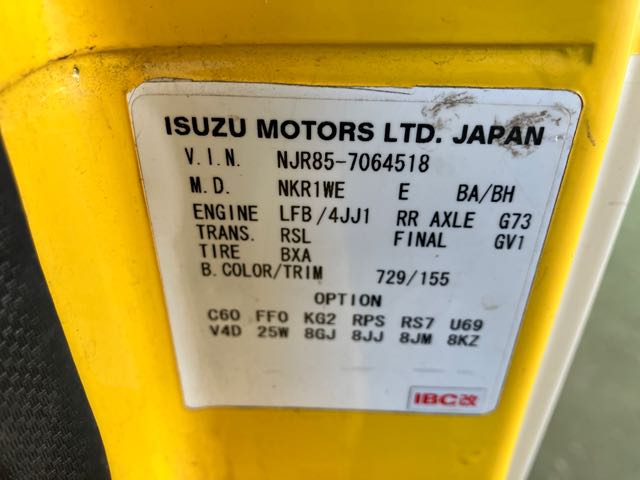 ISUZU MOTORS LTD. JAPAN
V.I.N. NJR85-7064518
M.D. NKR1WE E BA/BH
ENGINE LFB/4JJ1 RR AXLE G73
TRANS. RSL FINAL GV1
TIRE BXA
B.COLOR/TRIM 729/155
OPTION
C60 FF0 KG2 RPS RS7 U69
V4D 25W 8GJ 8JJ 8JM 8KZ
IBC改